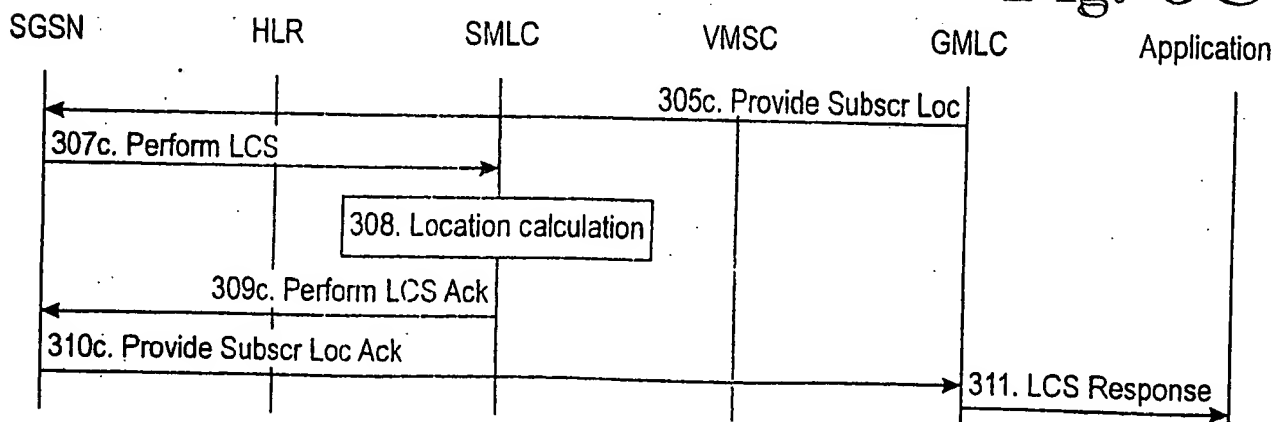 SGSN HLR SMLC VMSC GMLC Application
305c. Provide Subscr Loc
307c. Perform LCS
308. Location calculation
309c. Perform LCS Ack
310c. Provide Subscr Loc Ack
311. LCS Response